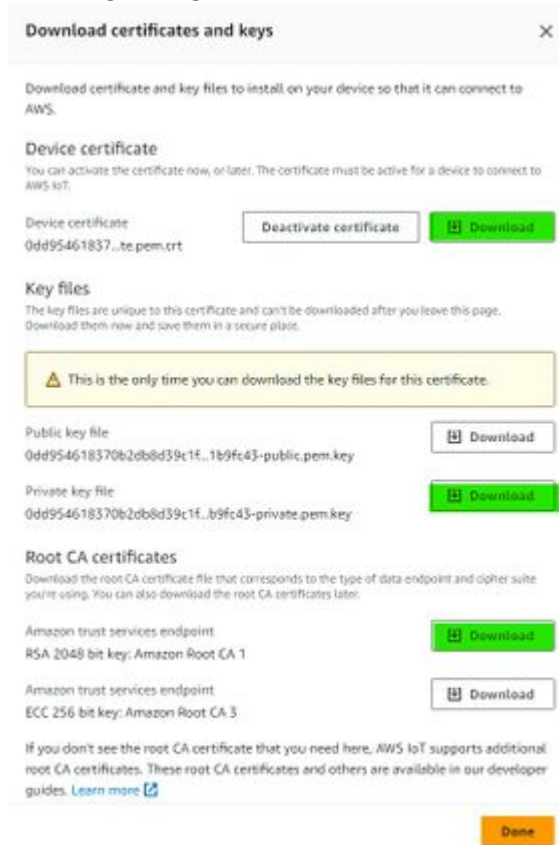 Download certificates and keys
Download certificate and key files to install on your device so that it can connect to
AWS.
Device certificate
You can activate the certificate now, or later. The certificate must be active for a device to connect to
AWS IoT.
Device certificate
0dd95461837...te.pem.crt
Deactivate certificate
Download
Key files
The key files are unique to this certificate and can't be downloaded after you leave this page.
Download them now and save them in a secure place.
This is the only time you can download the key files for this certificate.
Public key file
0dd954618370b2db8d39c1f...1b9fc43-public.pem.key
Download
Private key file
0dd954618370b2db8d39c1f...b9fc43-private.pem.key
Download
Root CA certificates
Download the root CA certificate file that corresponds to the type of data endpoint and cipher suite
you're using. You can also download the root CA certificates later.
Amazon trust services endpoint
RSA 2048 bit key: Amazon Root CA 1
Download
Amazon trust services endpoint
ECC 256 bit key: Amazon Root CA 3
Download
If you don't see the root CA certificate that you need here, AWS IoT supports additional
root CA certificates. These root CA certificates and others are available in our developer
guides. Learn more
Done